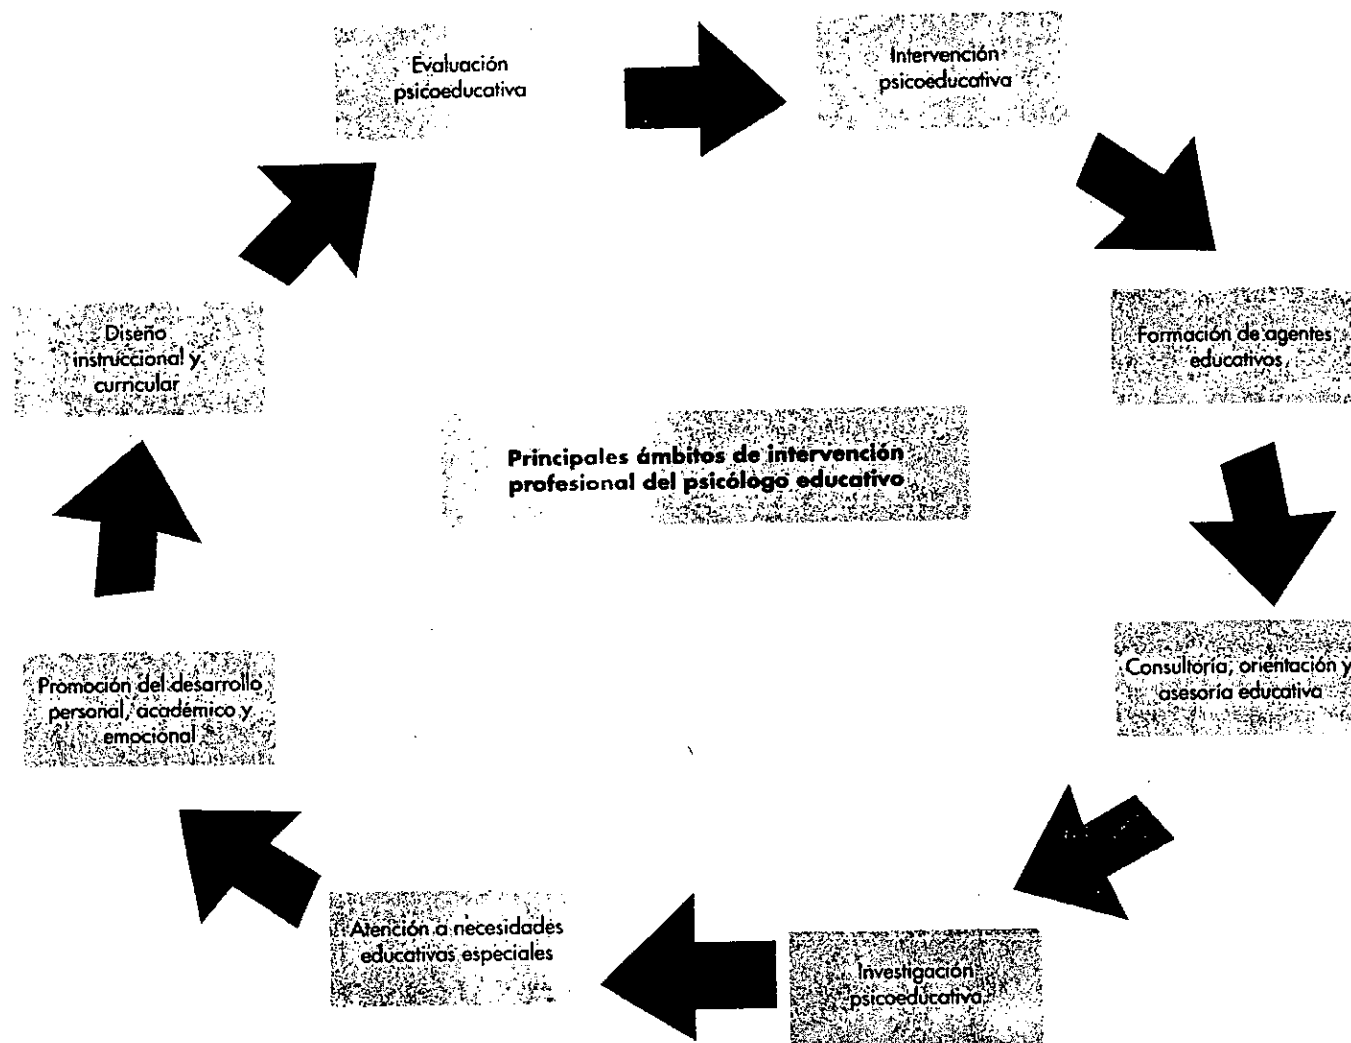 Evaluación
psicoeducativa
Intervención
psicoeducativa
Formación de agentes
educativos
Consultoría, orientación y
asesoría educativa
Investigación
psicoeducativa
Atención a necesidades
educativas especiales
Promoción del desarrollo
personal, académico y
emocional
Diseño
instruccional y
curricular
Principales ámbitos de intervención
profesional del psicólogo educativo